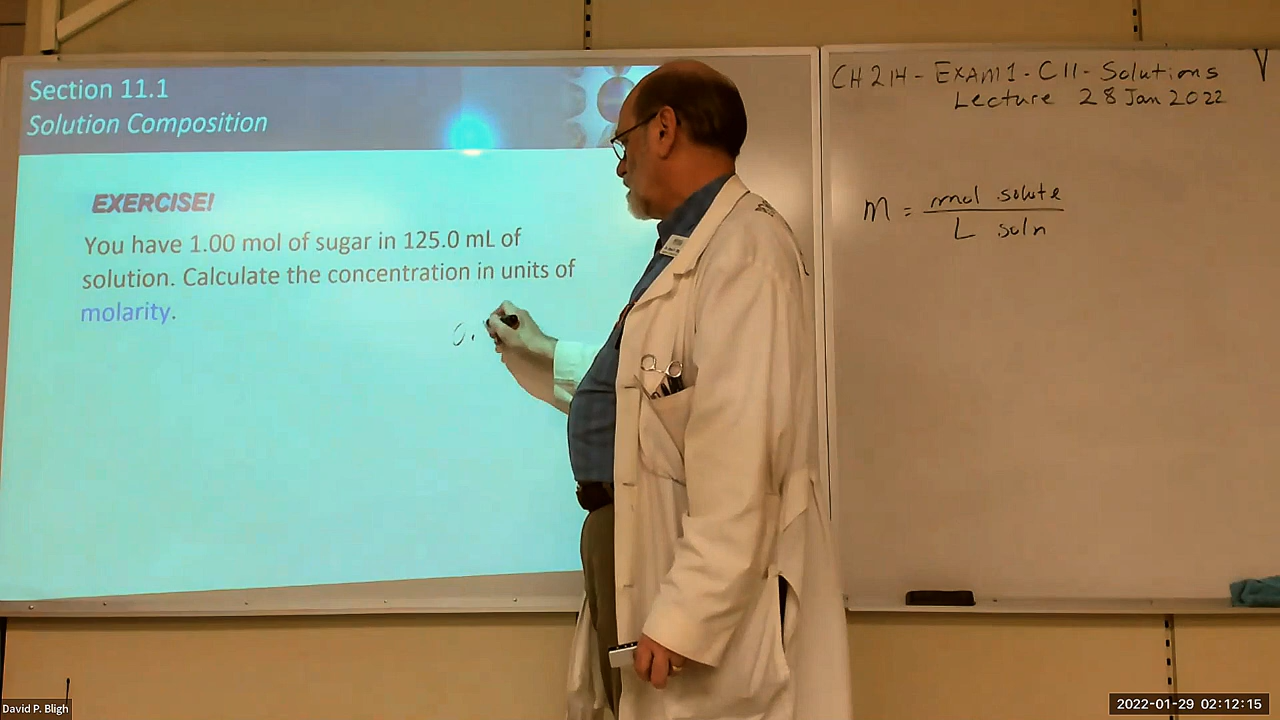 Section 11.1
Solution Composition
EXERCISE!
You have 1.00 mol of sugar in 125.0 mL of
solution. Calculate the concentration in units of
molarity.
0.
CH 214 - EXAM 1 - C 11 - Solutions
Lecture 28 Jan 2022
M = mol solute
L soln
David P. Bligh
2022-01-29 02:12:15